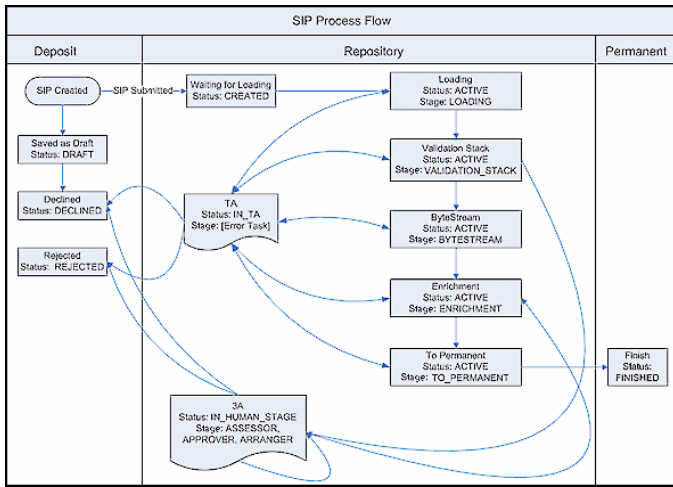 SIP Process Flow
Deposit
Repository
Permanent
SIP Created
SIP Submitted
Waiting for Loading
Status: CREATED
Loading
Status: ACTIVE
Stage: LOADING
Saved as Draft
Status: DRAFT
Validation Stack
Status: ACTIVE
Stage: VALIDATION_STACK
Declined
Status: DECLINED
TA
Status: IN_TA
Stage: [Error Task]
ByteStream
Status: ACTIVE
Stage: BYTESTREAM
Rejected
Status: REJECTED
Enrichment
Status: ACTIVE
Stage: ENRICHMENT
To Permanent
Status: ACTIVE
Stage: TO_PERMANENT
Finish
Status:
FINISHED
3A
Status: IN_HUMAN_STAGE
Stage: ASSESSOR,
APPROVER, ARRANGER